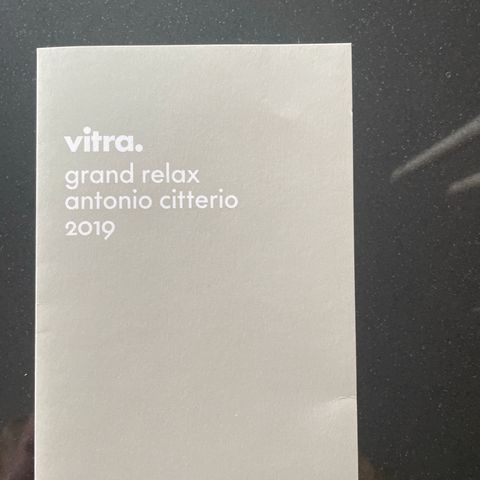 vitra.
grand relax
antonio citterio
2019